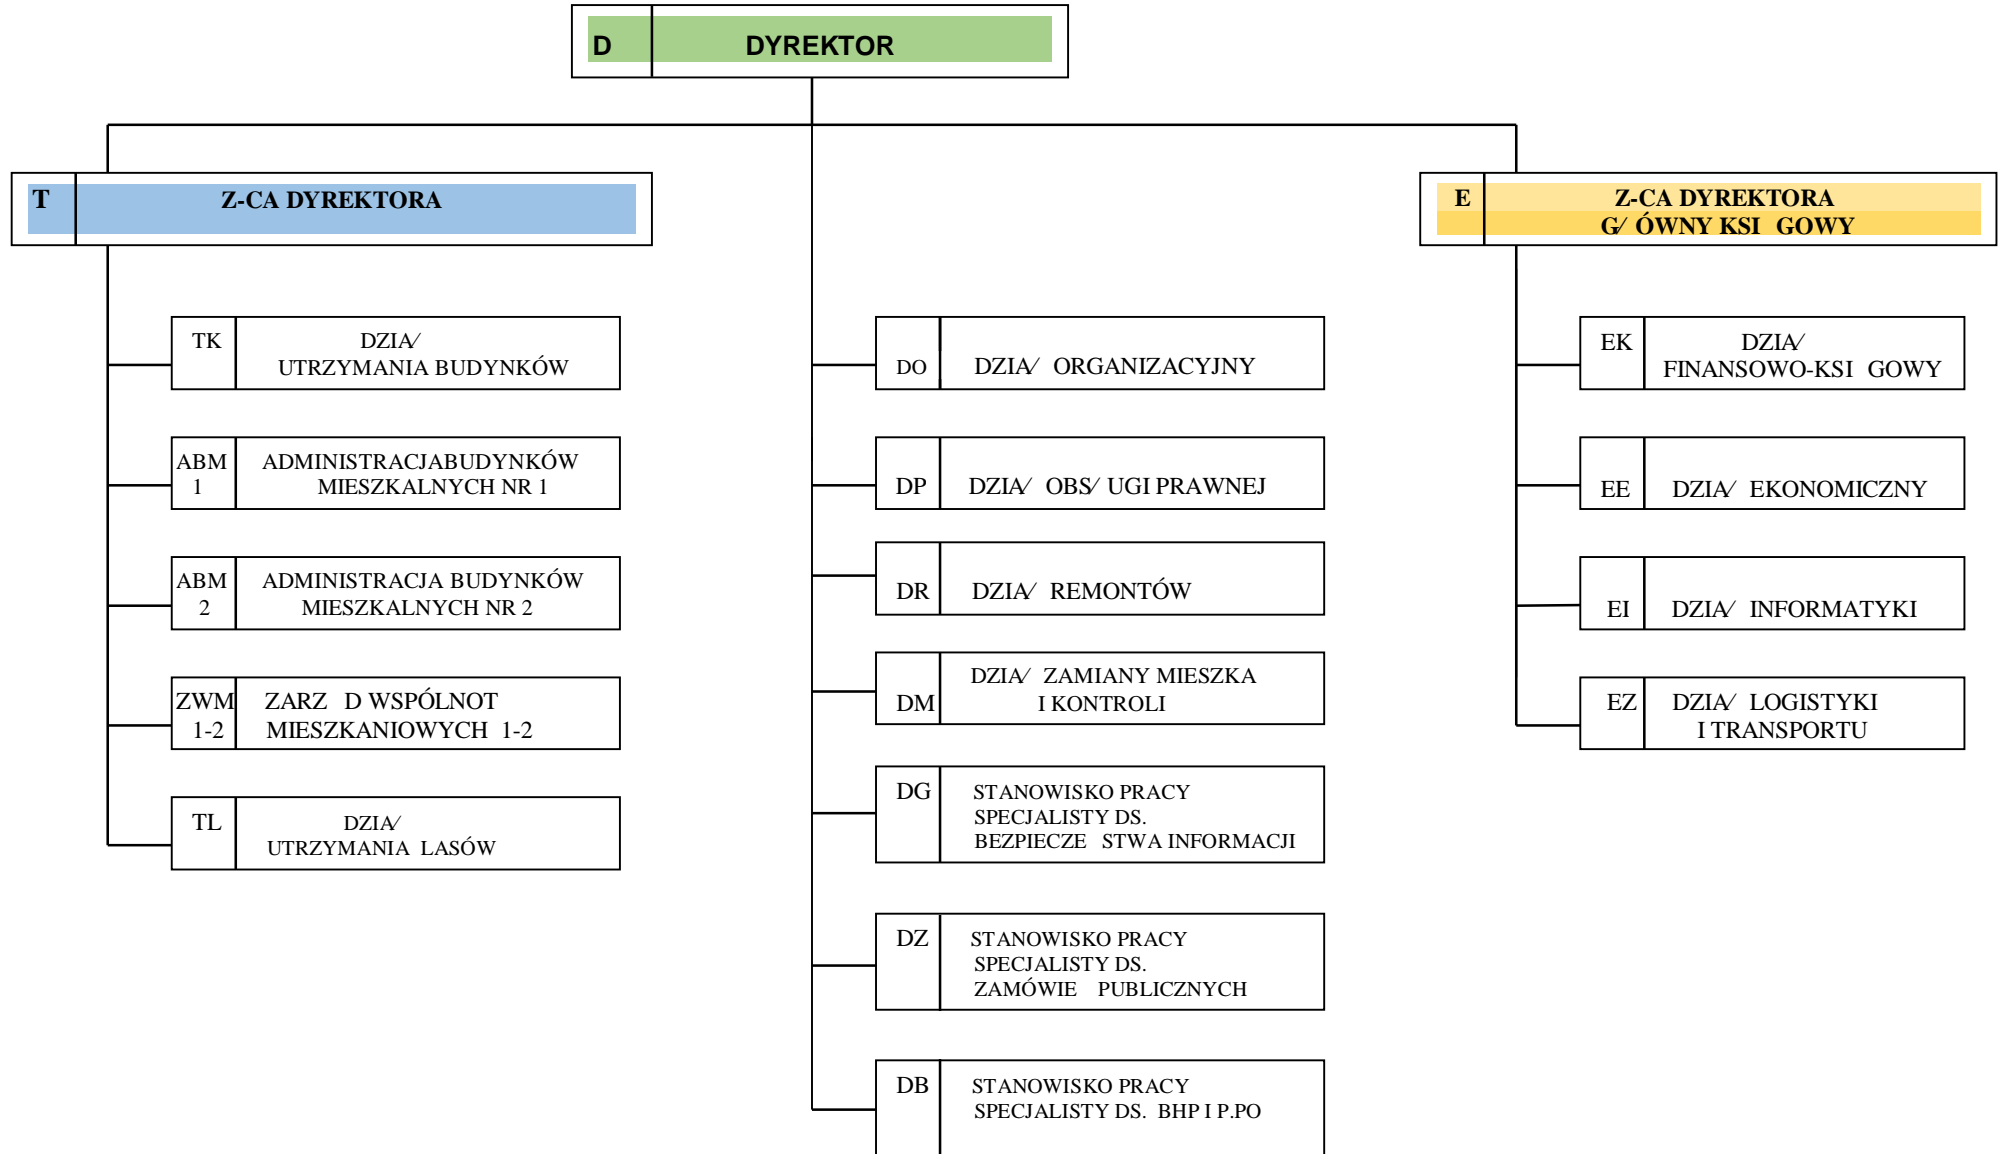 D DYREKTOR
T Z-CA DYREKTORA
E Z-CA DYREKTORA
G/ ÓWNY KSI GOWY
TK DZIA/
UTRZYMANIA BUDYNKÓW
ABM ADMINISTRACJABUDYNKÓW
1 MIESZKALNYCH NR 1
ABM ADMINISTRACJA BUDYNKÓW
2 MIESZKALNYCH NR 2
ZWM ZARZ D WSPÓLNOT
1-2 MIESZKANIOWYCH 1-2
TL DZIA/
UTRZYMANIA LASÓW
DO DZIA/ ORGANIZACYJNY
DP DZIA/ OBS/ UGI PRAWNEJ
DR DZIA/ REMONTÓW
DZIA/ ZAMIANY MIESZKA
DM I KONTROLI
DG STANOWISKO PRACY
SPECJALISTY DS.
BEZPIECZE STWA INFORMACJI
DZ STANOWISKO PRACY
SPECJALISTY DS.
ZAMÓWIE PUBLICZNYCH
DB STANOWISKO PRACY
SPECJALISTY DS. BHP I P.PO
EK DZIA/
FINANSOWO-KSI GOWY
EE DZIA/ EKONOMICZNY
EI DZIA/ INFORMATYKI
EZ DZIA/ LOGISTYKI
I TRANSPORTU